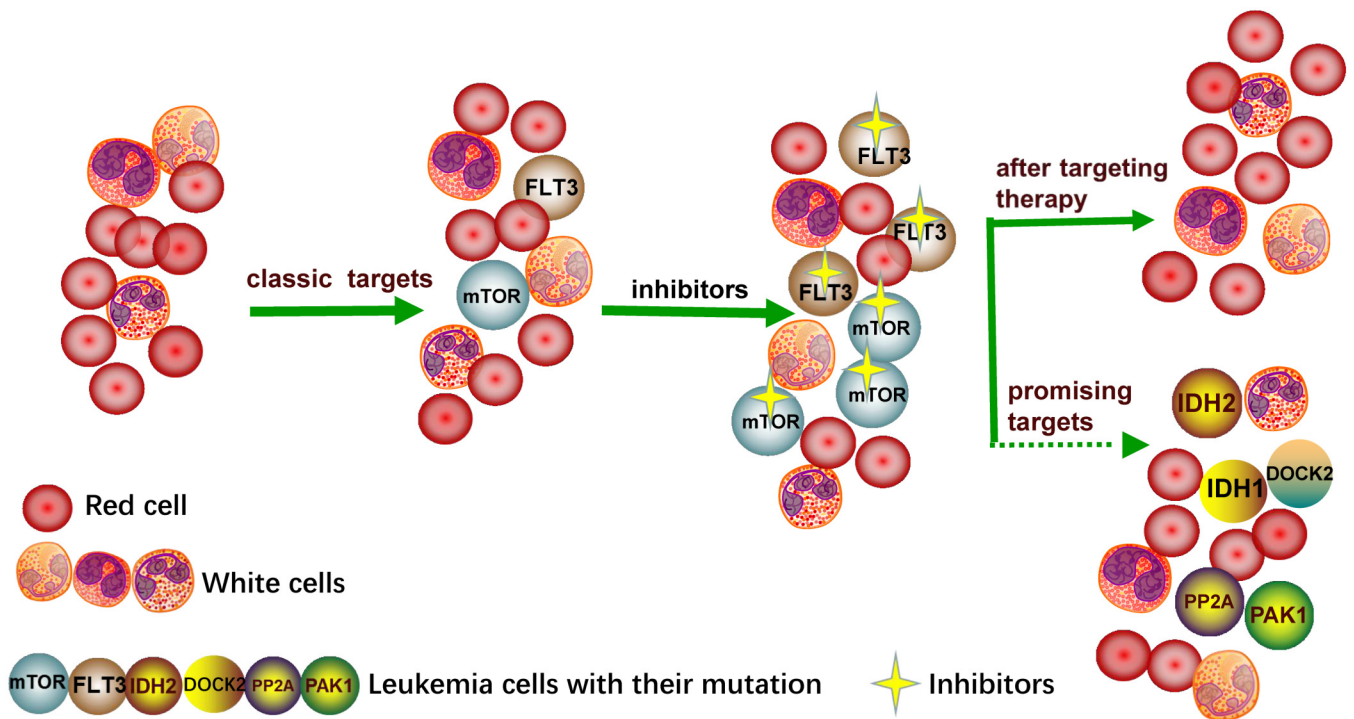 classic targets
FLT3
mTOR
inhibitors
FLT3
FLT3
FLT3
mTOR
mTOR
mTOR
after targeting
therapy
promising
targets
IDH2
IDH1
DOCK2
PP2A
PAK1
Red cell
White cells
mTOR FLT3 IDH2 DOCK2 PP2A PAK1 Leukemia cells with their mutation
Inhibitors